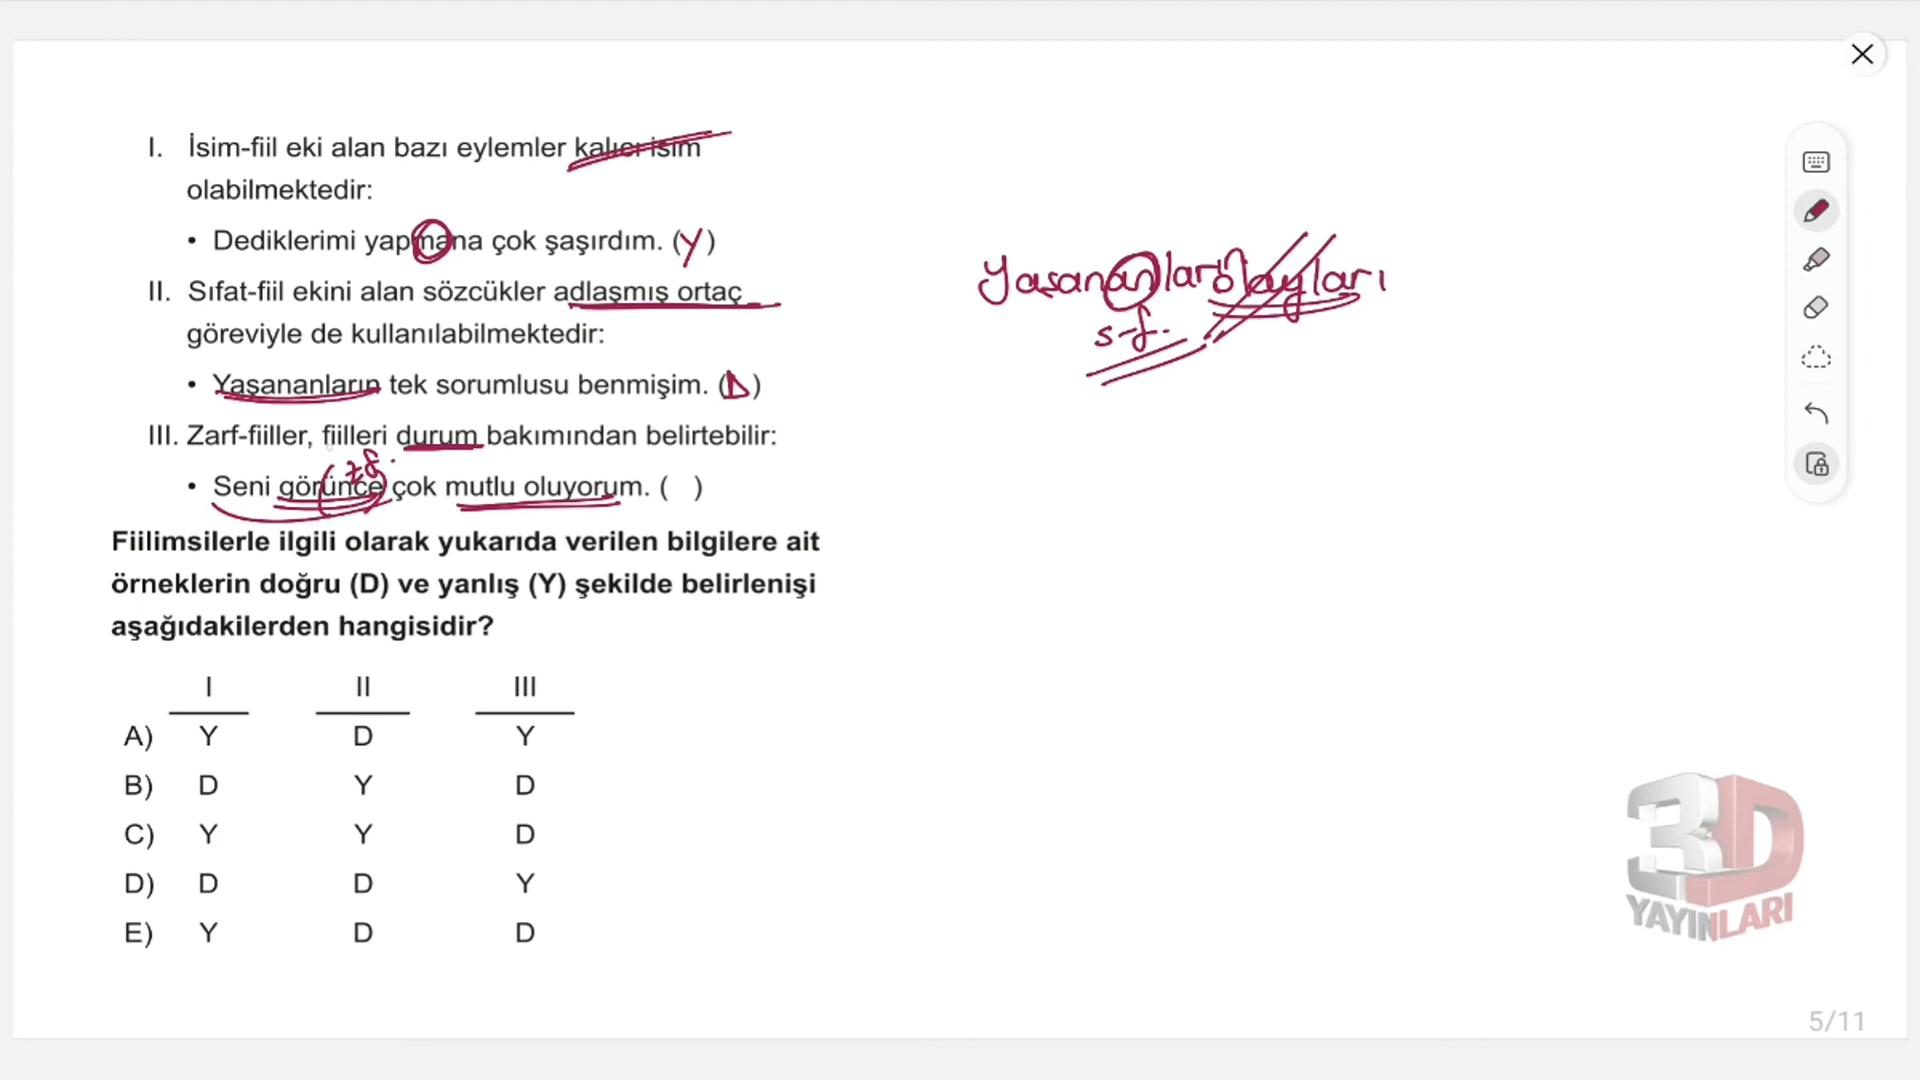 I. İsim-fiil eki alan bazı eylemler kalıcı isim
olabilmektedir:
• Dediklerimi yapmana çok şaşırdım. (Y)
II. Sıfat-fiil ekini alan sözcükler adlaşmış ortaç
göreviyle de kullanılabilmektedir:
• Yaşananların tek sorumlusu benmişim. (D)
III. Zarf-fiiller, fiilleri durum bakımından belirtebilir:
zf.
• Seni görünce çok mutlu oluyorum. ( )
Yaşananların olayları
s-f.
Fiilimsilerle ilgili olarak yukarıda verilen bilgilere ait
örneklerin doğru (D) ve yanlış (Y) şekilde belirlenişi
aşağıdakilerden hangisidir?
I II III
A) Y D Y
B) D Y D
C) Y Y D
D) D D Y
E) Y D D
3D
YAYINLARI
5/11